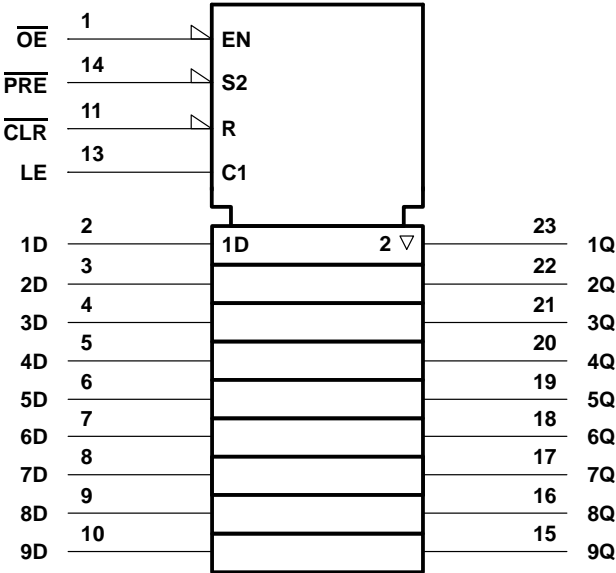 OE 1 EN
PRE 14 S2
CLR 11 R
LE 13 C1
1D 2 1D 2 ▽ 23 1Q
2D 3 22 2Q
3D 4 21 3Q
4D 5 20 4Q
5D 6 19 5Q
6D 7 18 6Q
7D 8 17 7Q
8D 9 16 8Q
9D 10 15 9Q